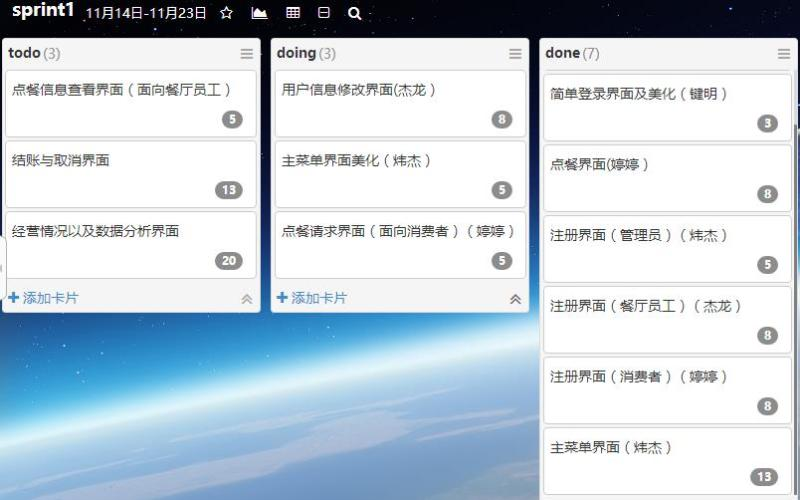 sprint1 11月14日-11月23日
todo (3)
点餐信息查看界面（面向餐厅员工）
5
结账与取消界面
13
经营情况以及数据分析界面
20
添加卡片
doing (3)
用户信息修改界面(杰龙）
8
主菜单界面美化（炜杰）
5
点餐请求界面（面向消费者）（婷婷）
5
添加卡片
done (7)
简单登录界面及美化（键明）
3
点餐界面(婷婷）
8
注册界面（管理员）（炜杰）
5
注册界面（餐厅员工）（杰龙）
8
注册界面（消费者）（婷婷）
8
主菜单界面（炜杰）
13